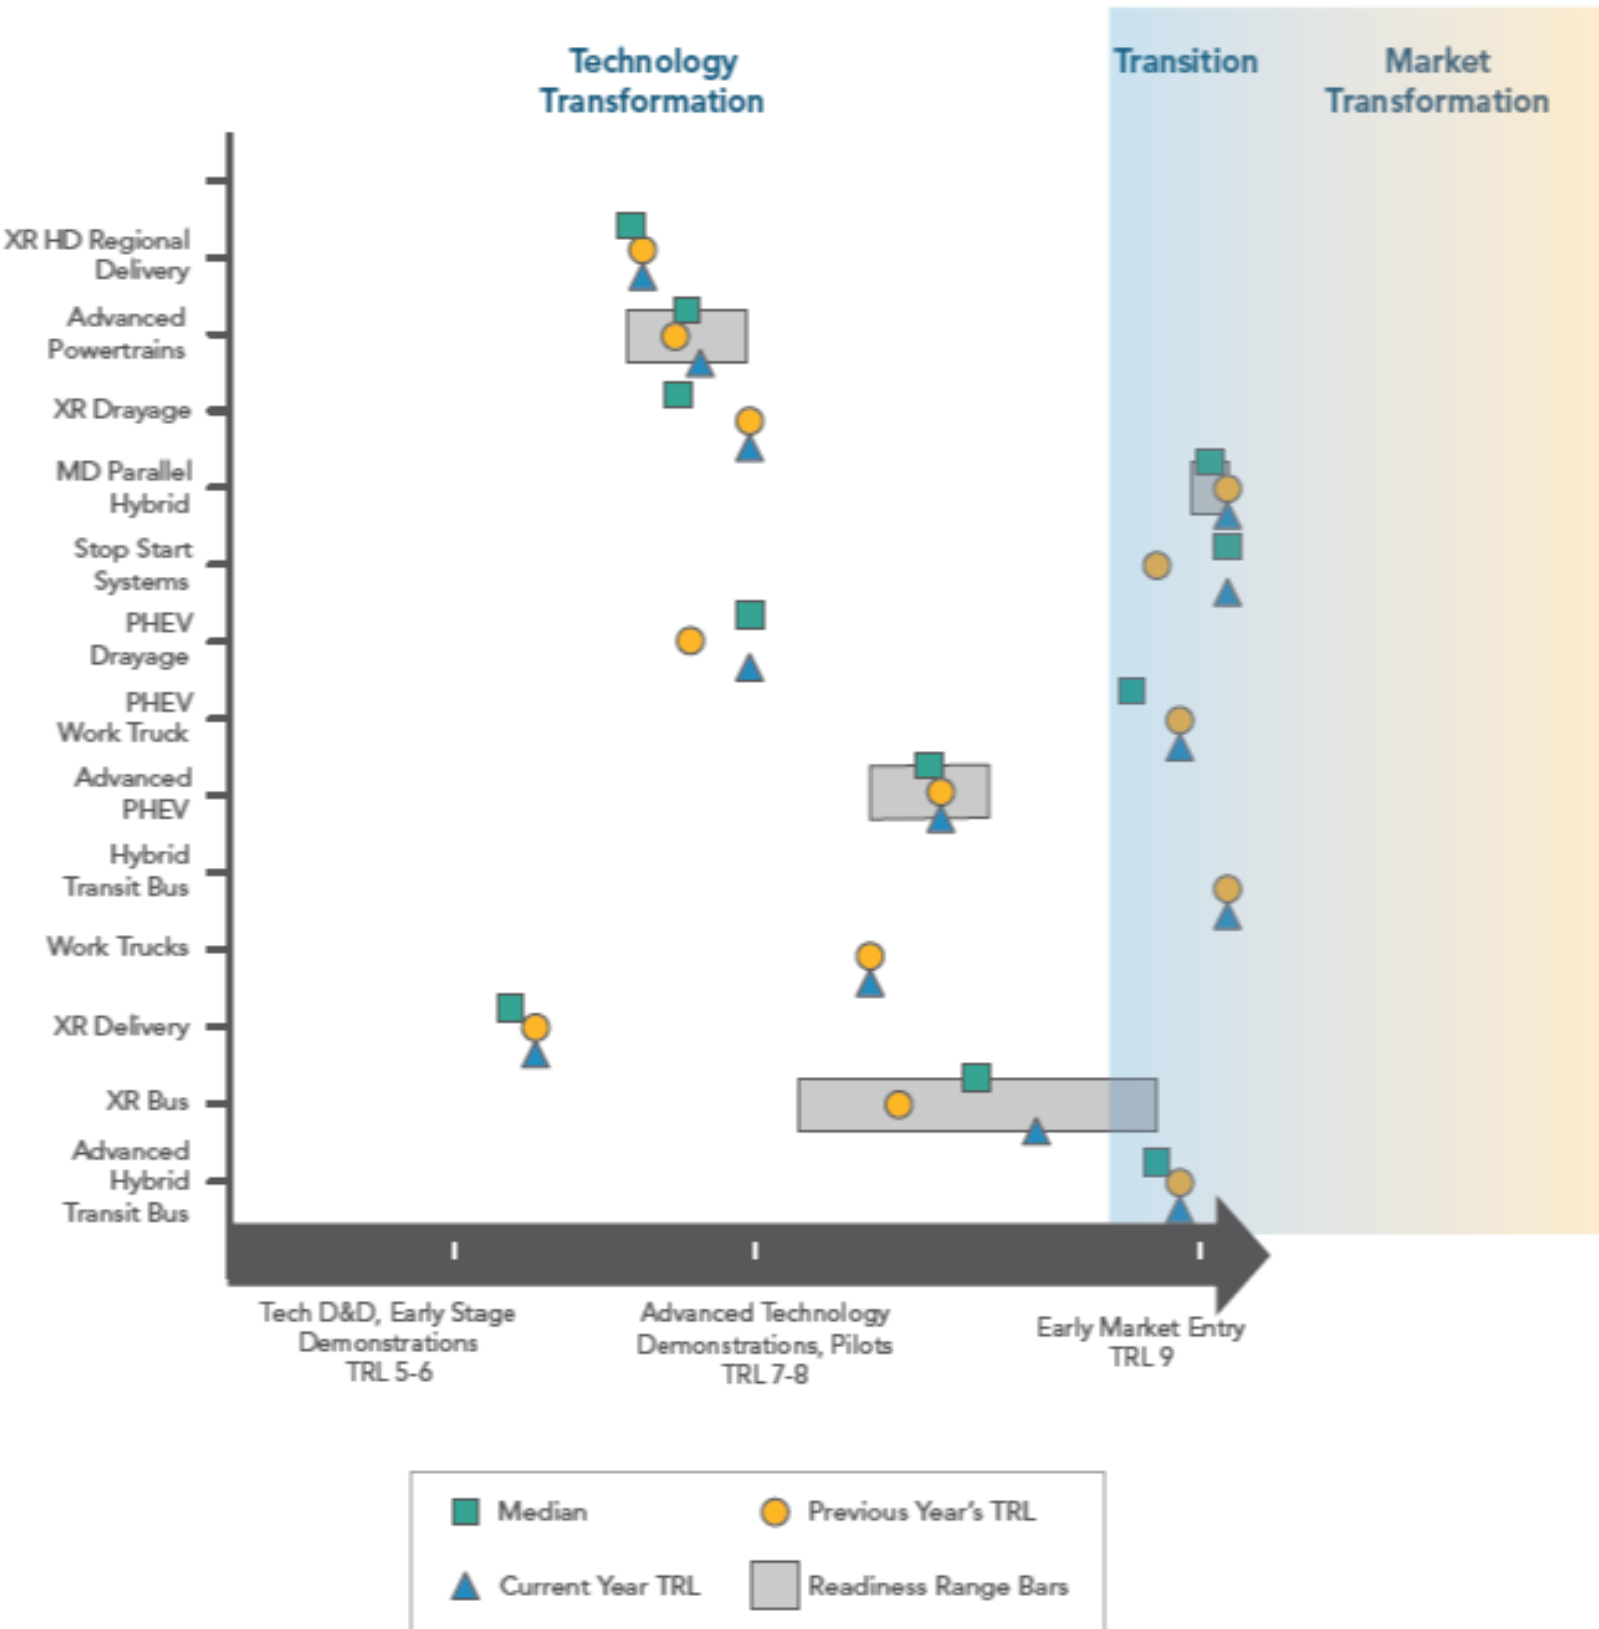 Technology
Transformation
Transition
Market
Transformation
XR HD Regional
Delivery
Advanced
Powertrains
XR Drayage
MD Parallel
Hybrid
Stop Start
Systems
PHEV
Drayage
PHEV
Work Truck
Advanced
PHEV
Hybrid
Transit Bus
Work Trucks
XR Delivery
XR Bus
Advanced
Hybrid
Transit Bus
Tech D&D, Early Stage
Demonstrations
TRL 5-6
Advanced Technology
Demonstrations, Pilots
TRL 7-8
Early Market Entry
TRL 9
Median
Previous Year's TRL
Current Year TRL
Readiness Range Bars